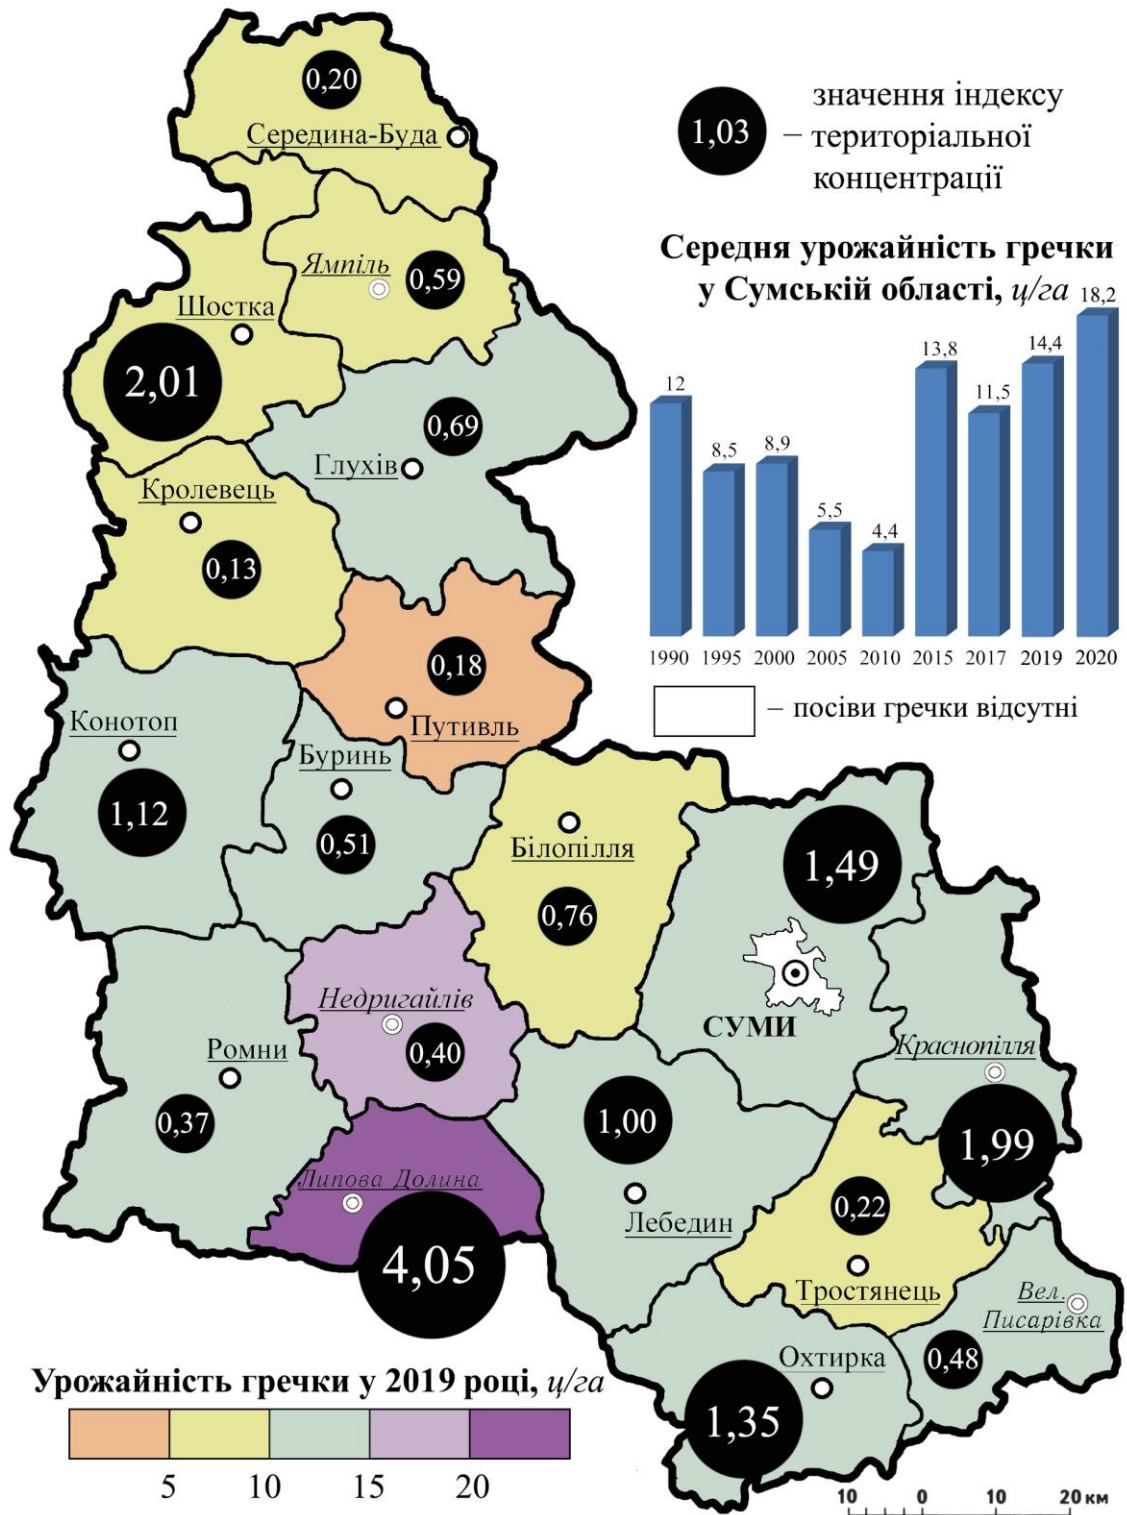 0,20
Середина-Буда
1,03
значення індексу
– територіальної
концентрації
Ямпіль
0,59
Шостка
2,01
Середня урожайність гречки
у Сумській області, ц/га
12
8,5
8,9
5,5
4,4
13,8
11,5
14,4
18,2
1990 1995 2000 2005 2010 2015 2017 2019 2020
– посіви гречки відсутні
0,69
Глухів
Кролевець
0,13
0,18
Путивль
Конотоп
1,12
Буринь
0,51
Білопілля
0,76
1,49
СУМИ
Недригайлів
0,40
Ромни
0,37
Краснопілля
1,99
1,00
Лебедин
Липова Долина
4,05
0,22
Тростянець
Вел.
Писарівка
0,48
Охтирка
1,35
Урожайність гречки у 2019 році, ц/га
5 10 15 20
10 0 10 20 км